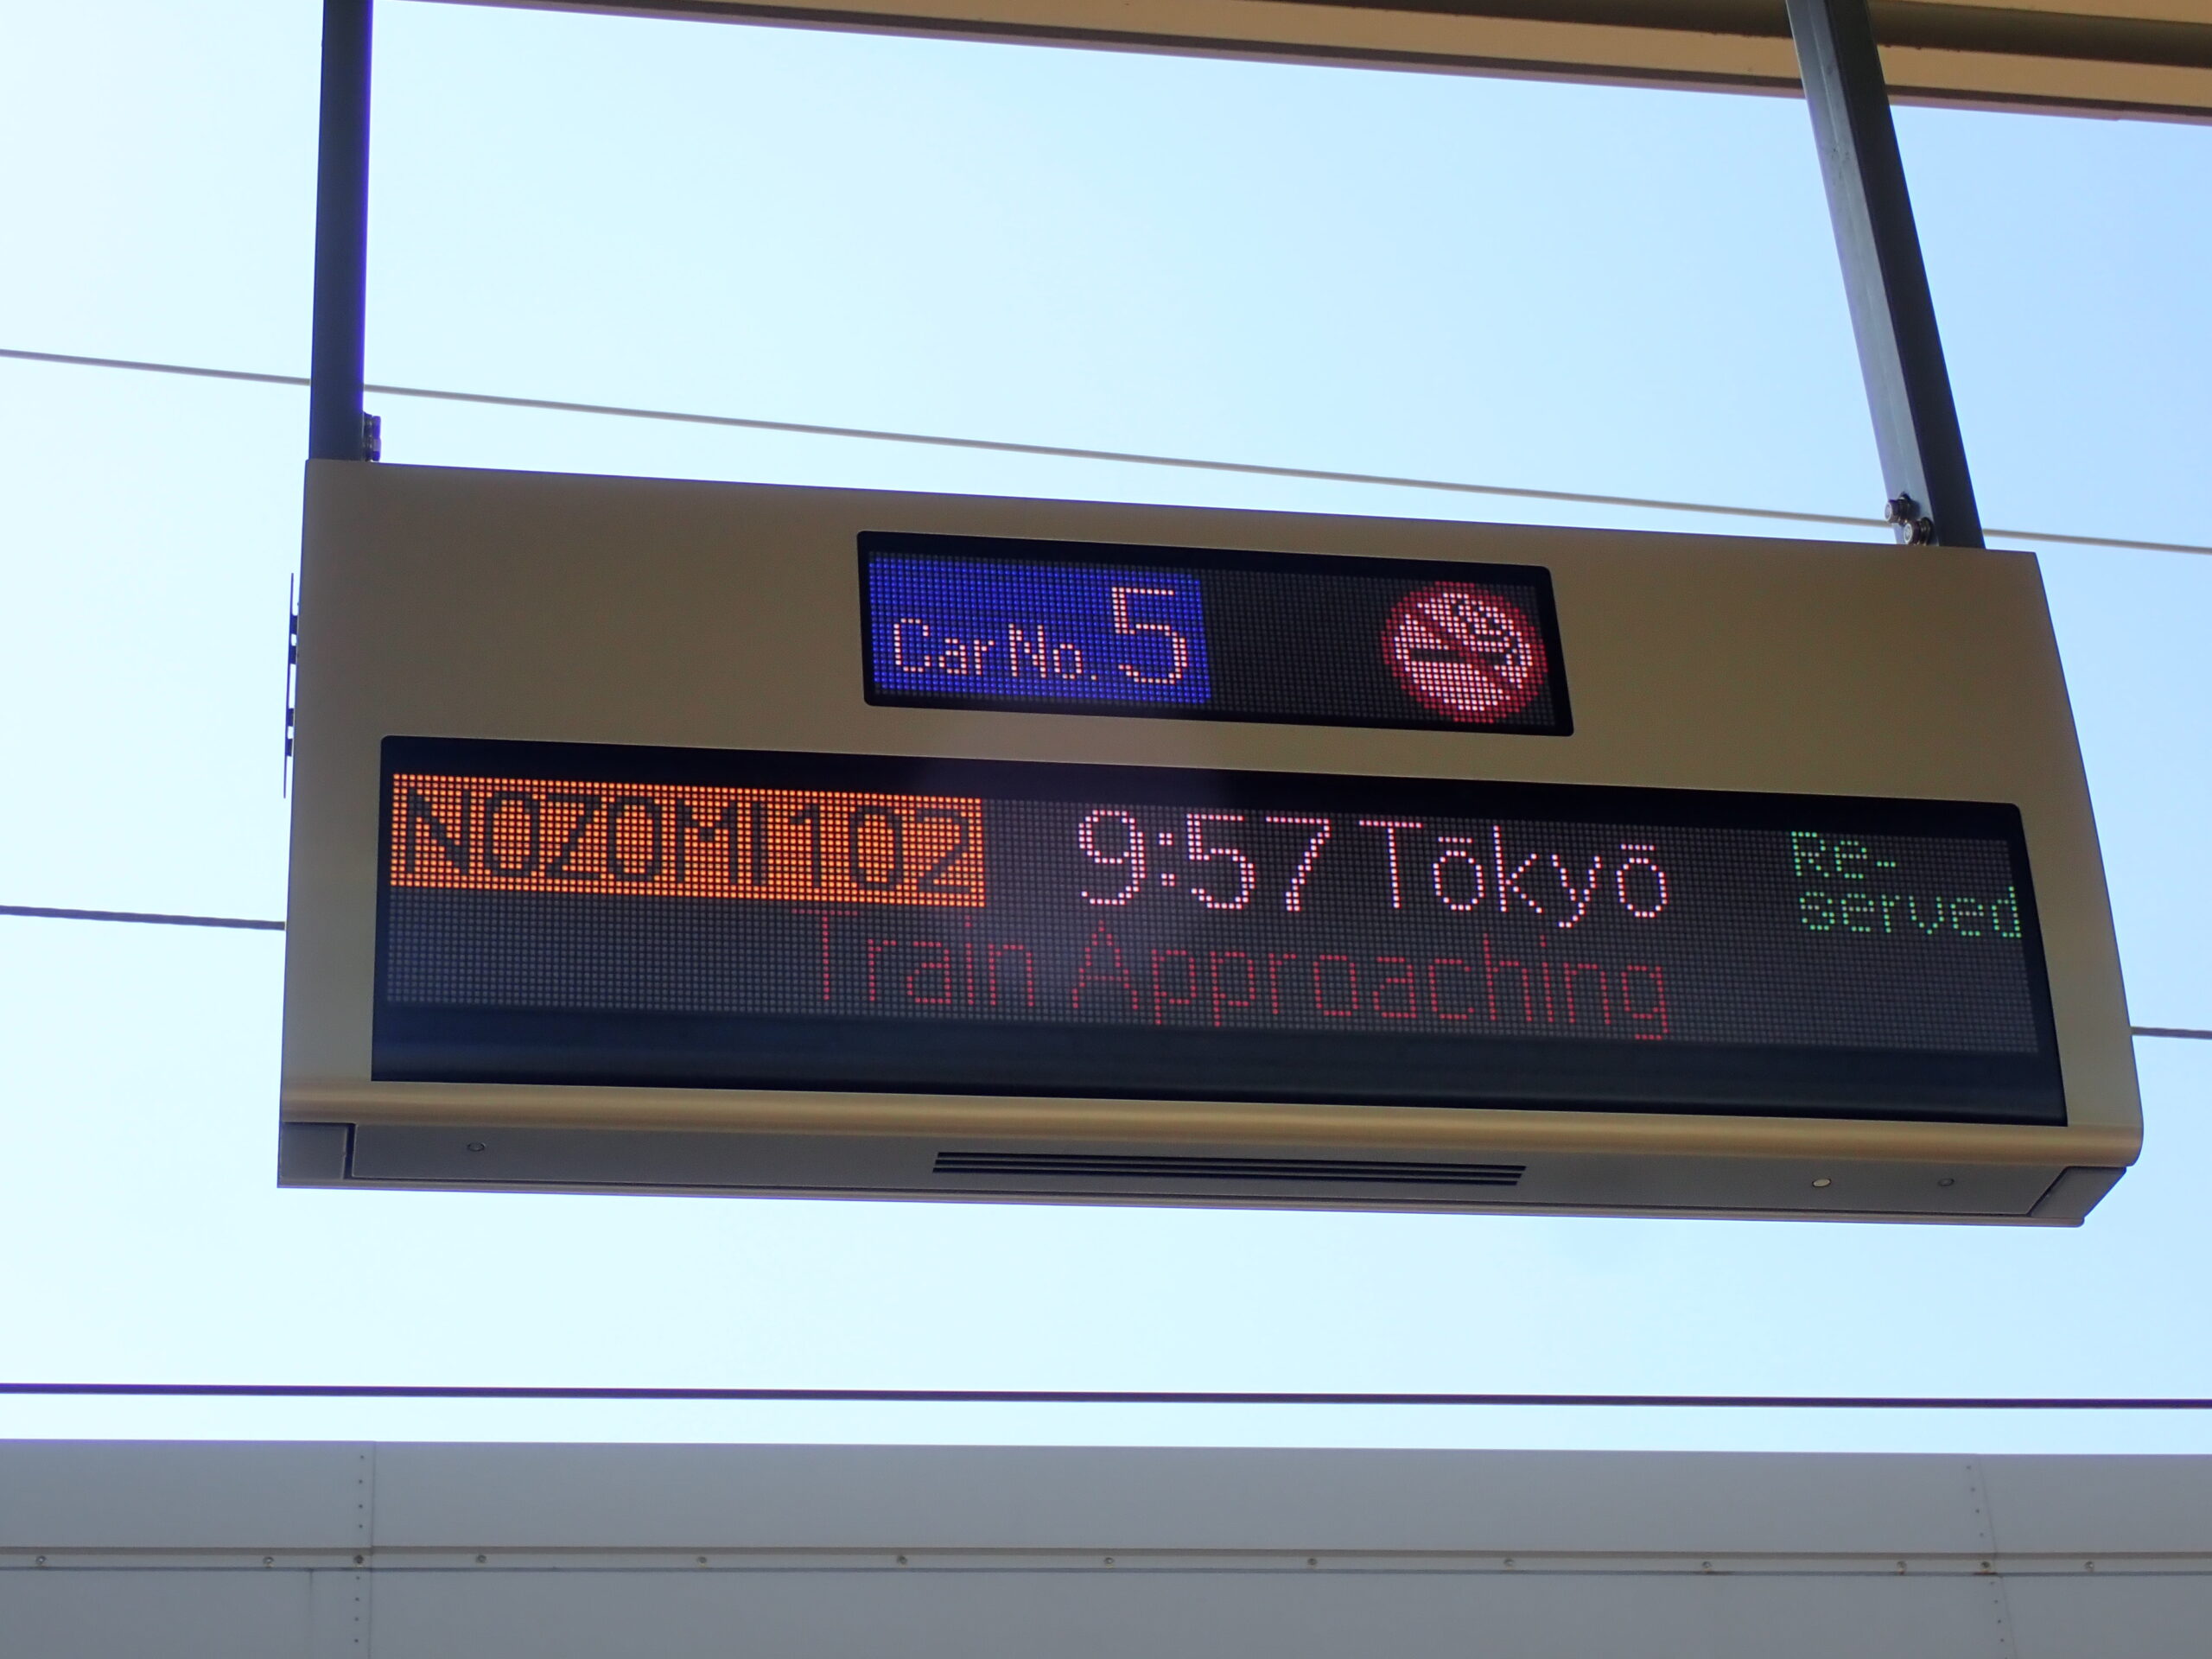 Car No. 5
NOZOMI 102 9:57 Tōkyō Re-
served
Train Approaching